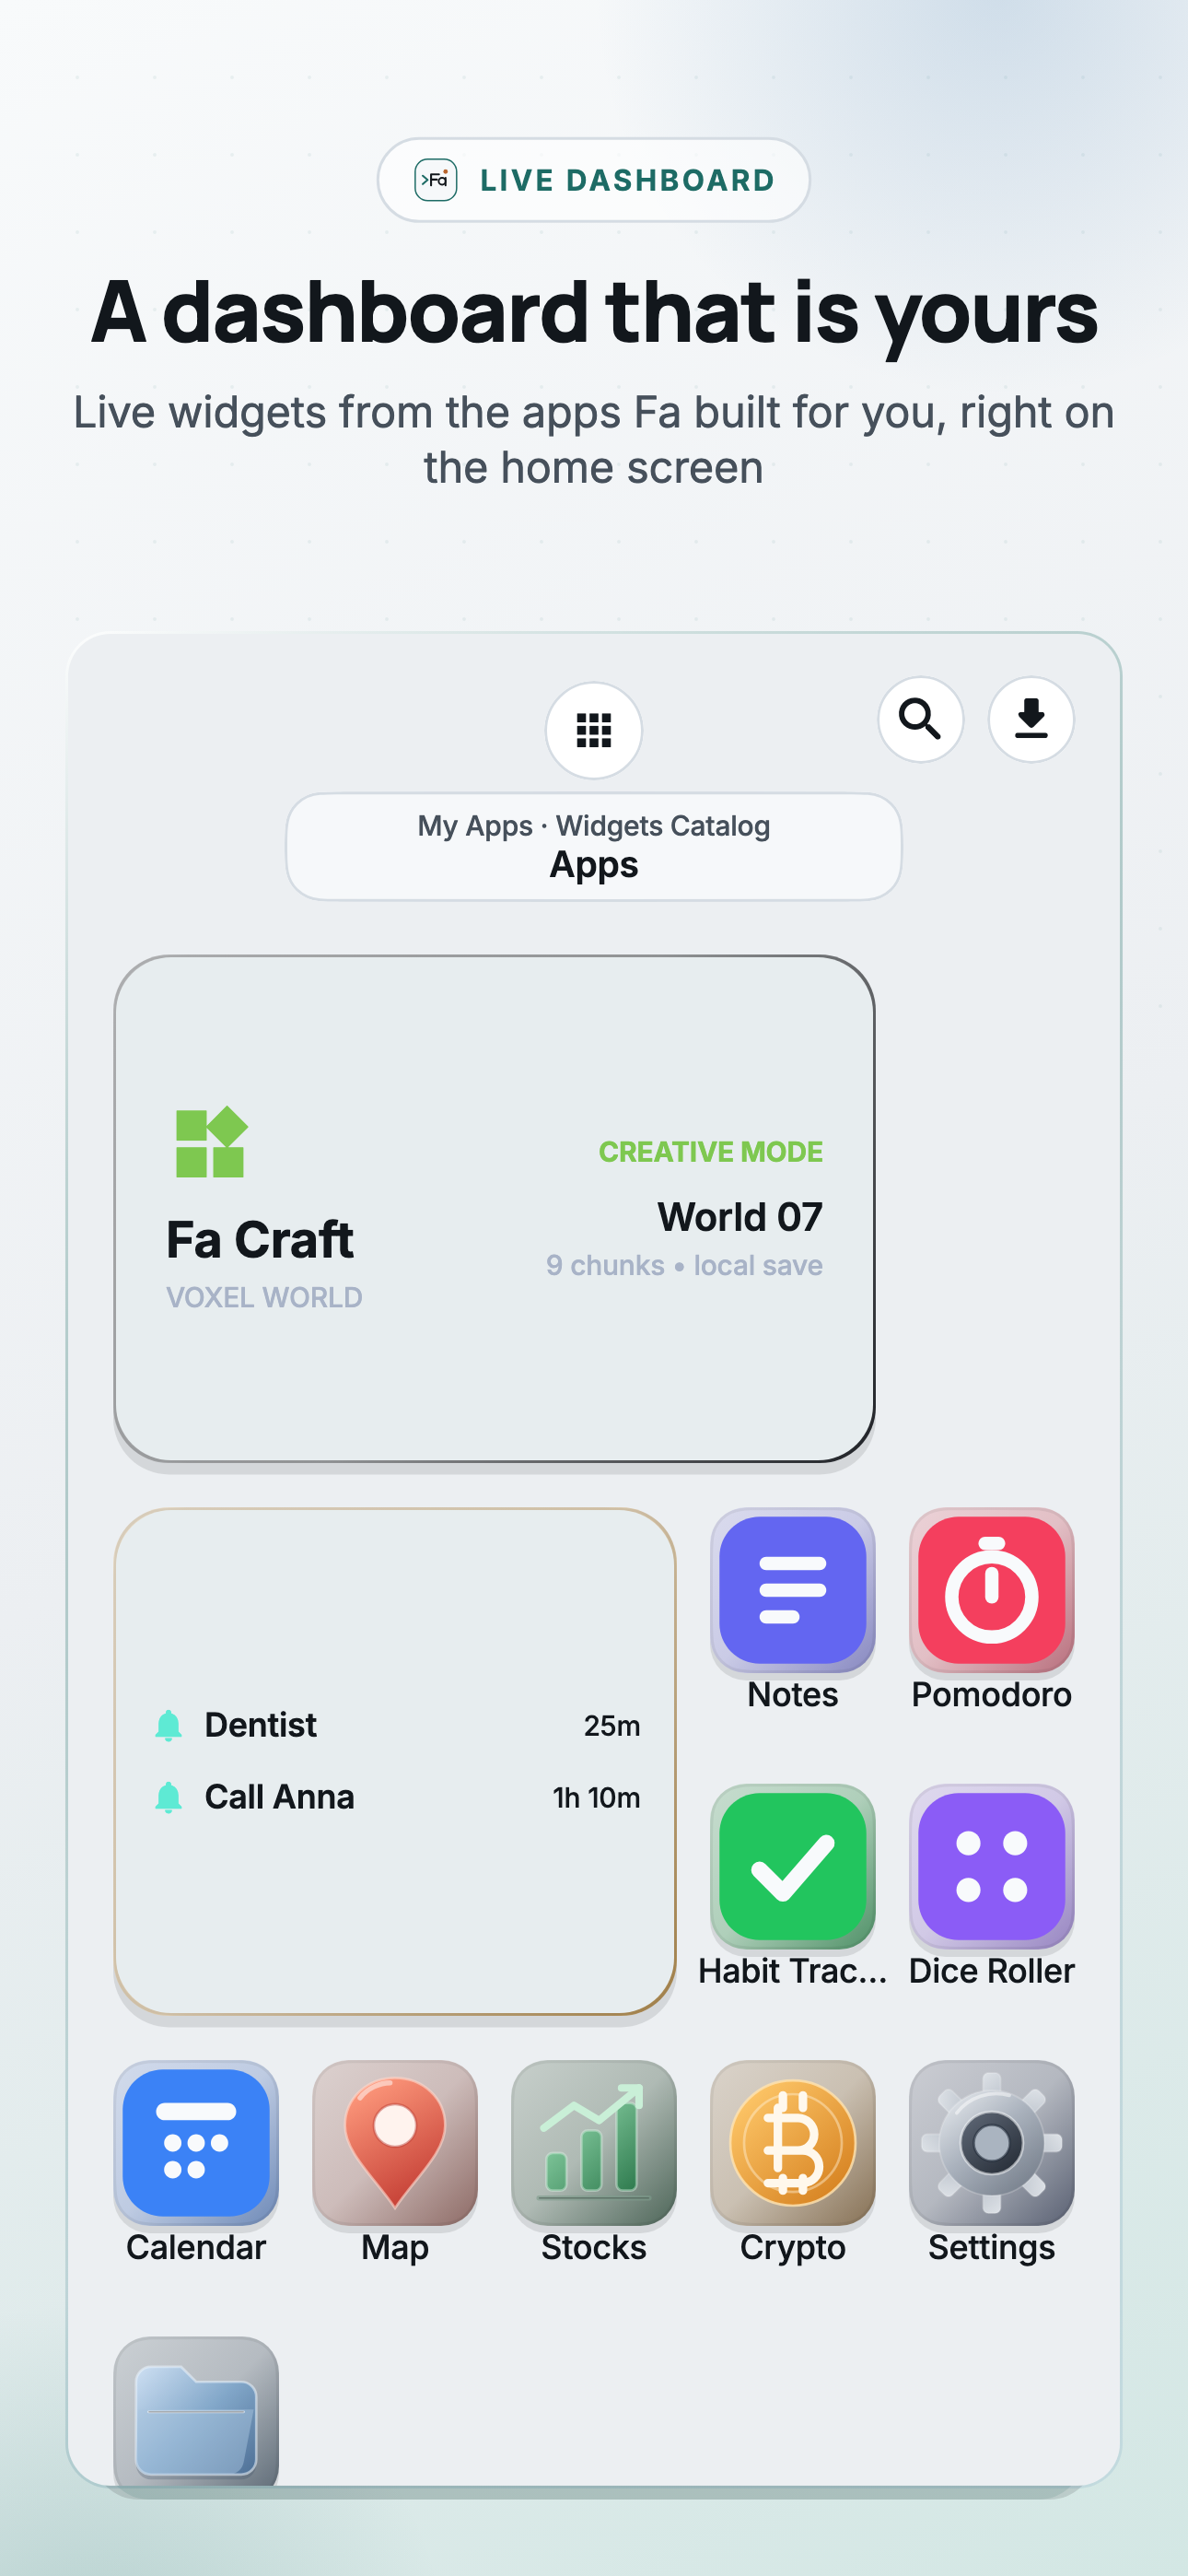 >Fa LIVE DASHBOARD
A dashboard that is yours
Live widgets from the apps Fa built for you, right on
the home screen
My Apps · Widgets Catalog
Apps
Fa Craft
VOXEL WORLD
CREATIVE MODE
World 07
9 chunks • local save
Dentist 25m
Call Anna 1h 10m
Notes Pomodoro
Habit Trac... Dice Roller
Calendar Map Stocks Crypto Settings